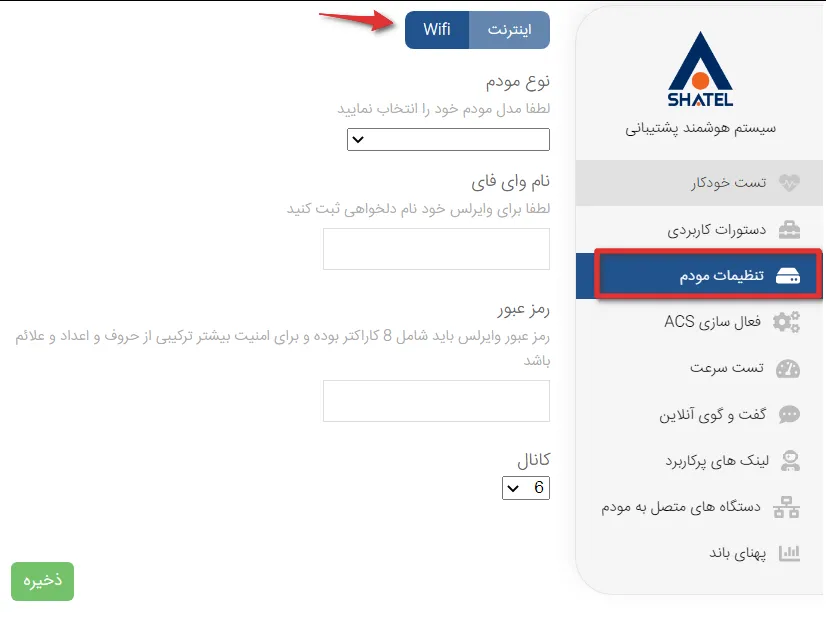 SHATEL
سیستم هوشمند پشتیبانی
تست خودکار
دستورات کاربردی
تنظیمات مودم
فعال سازی ACS
تست سرعت
گفت و گوی آنلاین
لینک های پرکاربرد
دستگاه های متصل به مودم
پهنای باند
اینترنت
Wifi
نوع مودم
لطفا مدل مودم خود را انتخاب نمایید
نام وای فای
لطفا برای وایرلس خود نام دلخواهی ثبت کنید
رمز عبور
رمز عبور وایرلس باید شامل 8 کاراکتر بوده و برای امنیت بیشتر ترکیبی از حروف و اعداد و علائم
باشد
کانال
6
ذخیره